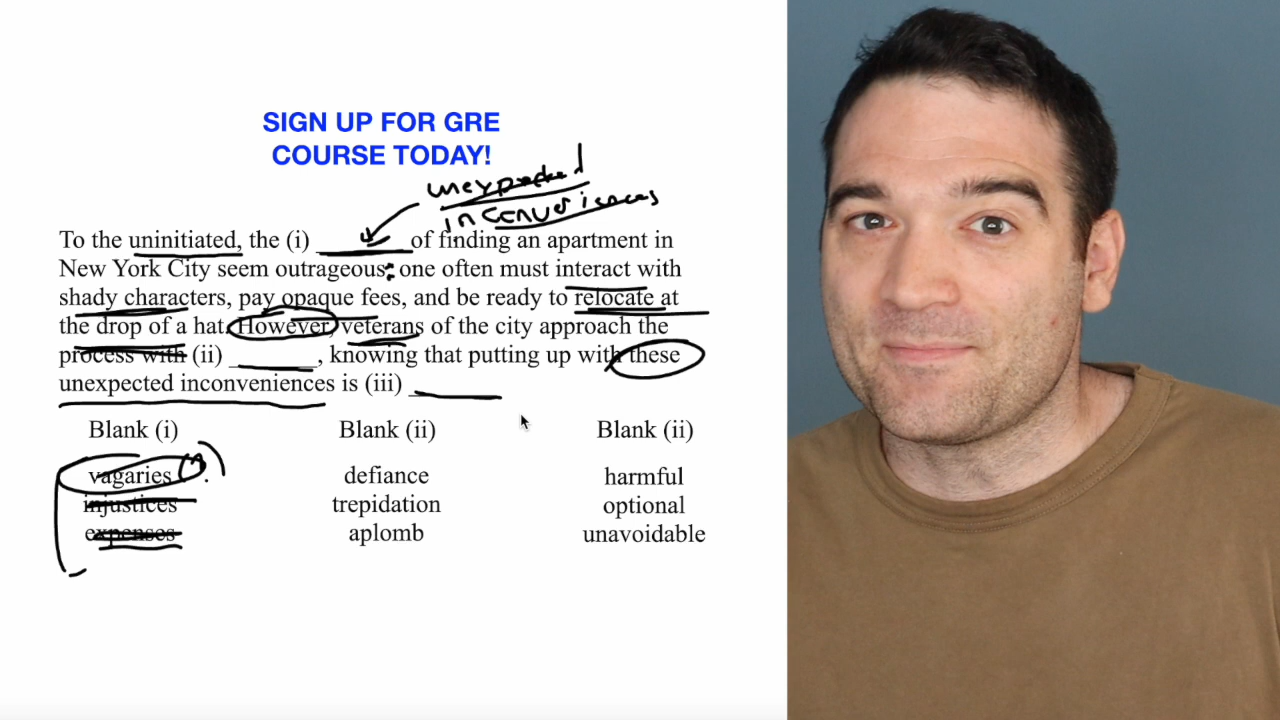 SIGN UP FOR GRE
COURSE TODAY!
unexpected
inconveniences
To the uninitiated, the (i) ________ of finding an apartment in
New York City seem outrageous: one often must interact with
shady characters, pay opaque fees, and be ready to relocate at
the drop of a hat. However, veterans of the city approach the
process with (ii) _______, knowing that putting up with these
unexpected inconveniences is (iii) _______
Blank (i) Blank (ii) Blank (ii)
vagaries (?) defiance harmful
injustices trepidation optional
expenses aplomb unavoidable